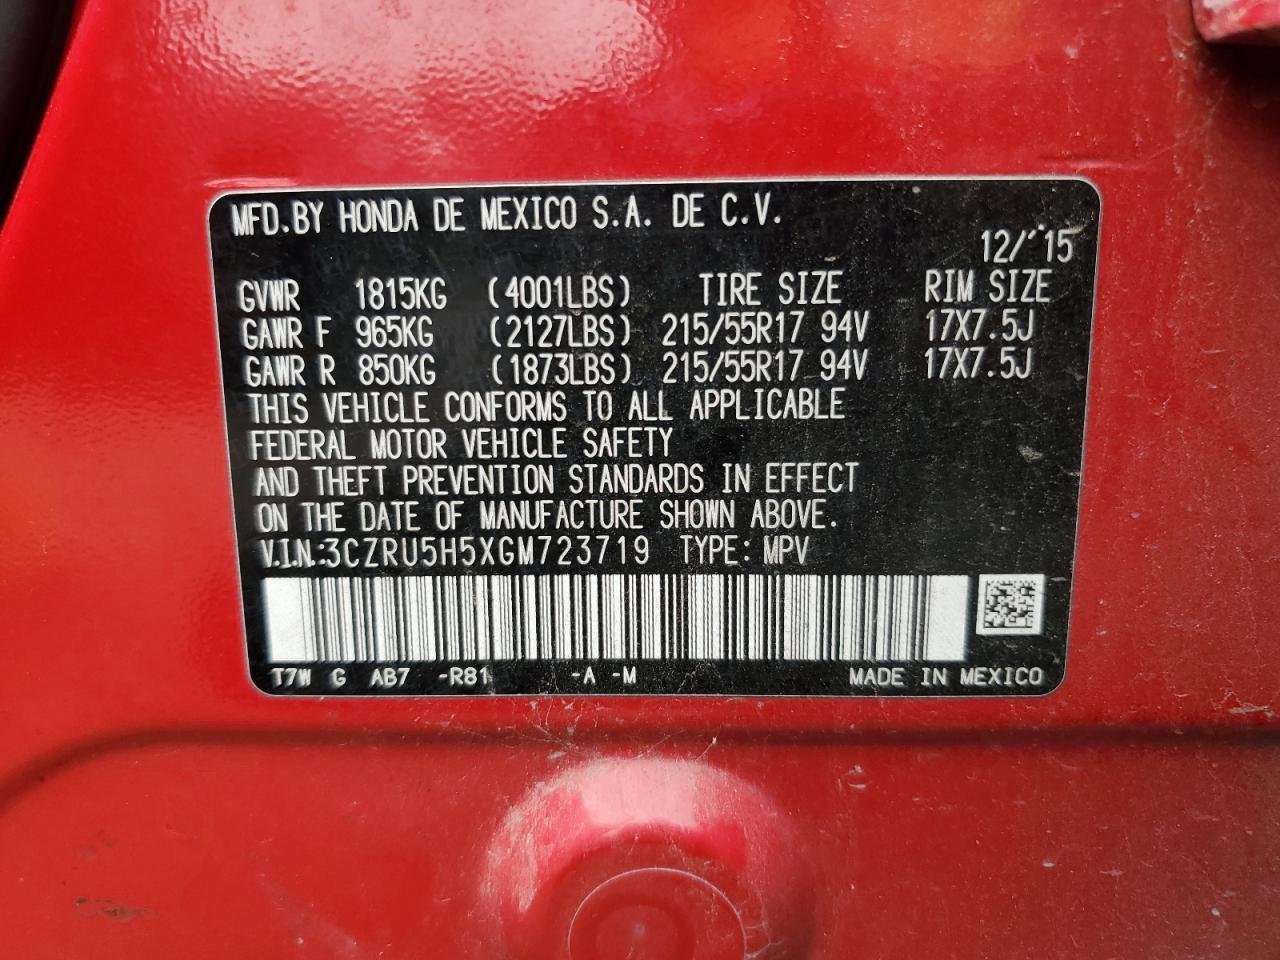 MFD.BY HONDA DE MEXICO S.A. DE C.V.
12/'15
GVWR 1815KG (4001LBS) TIRE SIZE RIM SIZE
GAWR F 965KG (2127LBS) 215/55R17 94V 17X7.5J
GAWR R 850KG (1873LBS) 215/55R17 94V 17X7.5J
THIS VEHICLE CONFORMS TO ALL APPLICABLE
FEDERAL MOTOR VEHICLE SAFETY
AND THEFT PREVENTION STANDARDS IN EFFECT
ON THE DATE OF MANUFACTURE SHOWN ABOVE.
V.I.N.:3CZRU5H5XGM723719 TYPE: MPV
T7W G AB7 -R81- -A -M MADE IN MEXICO